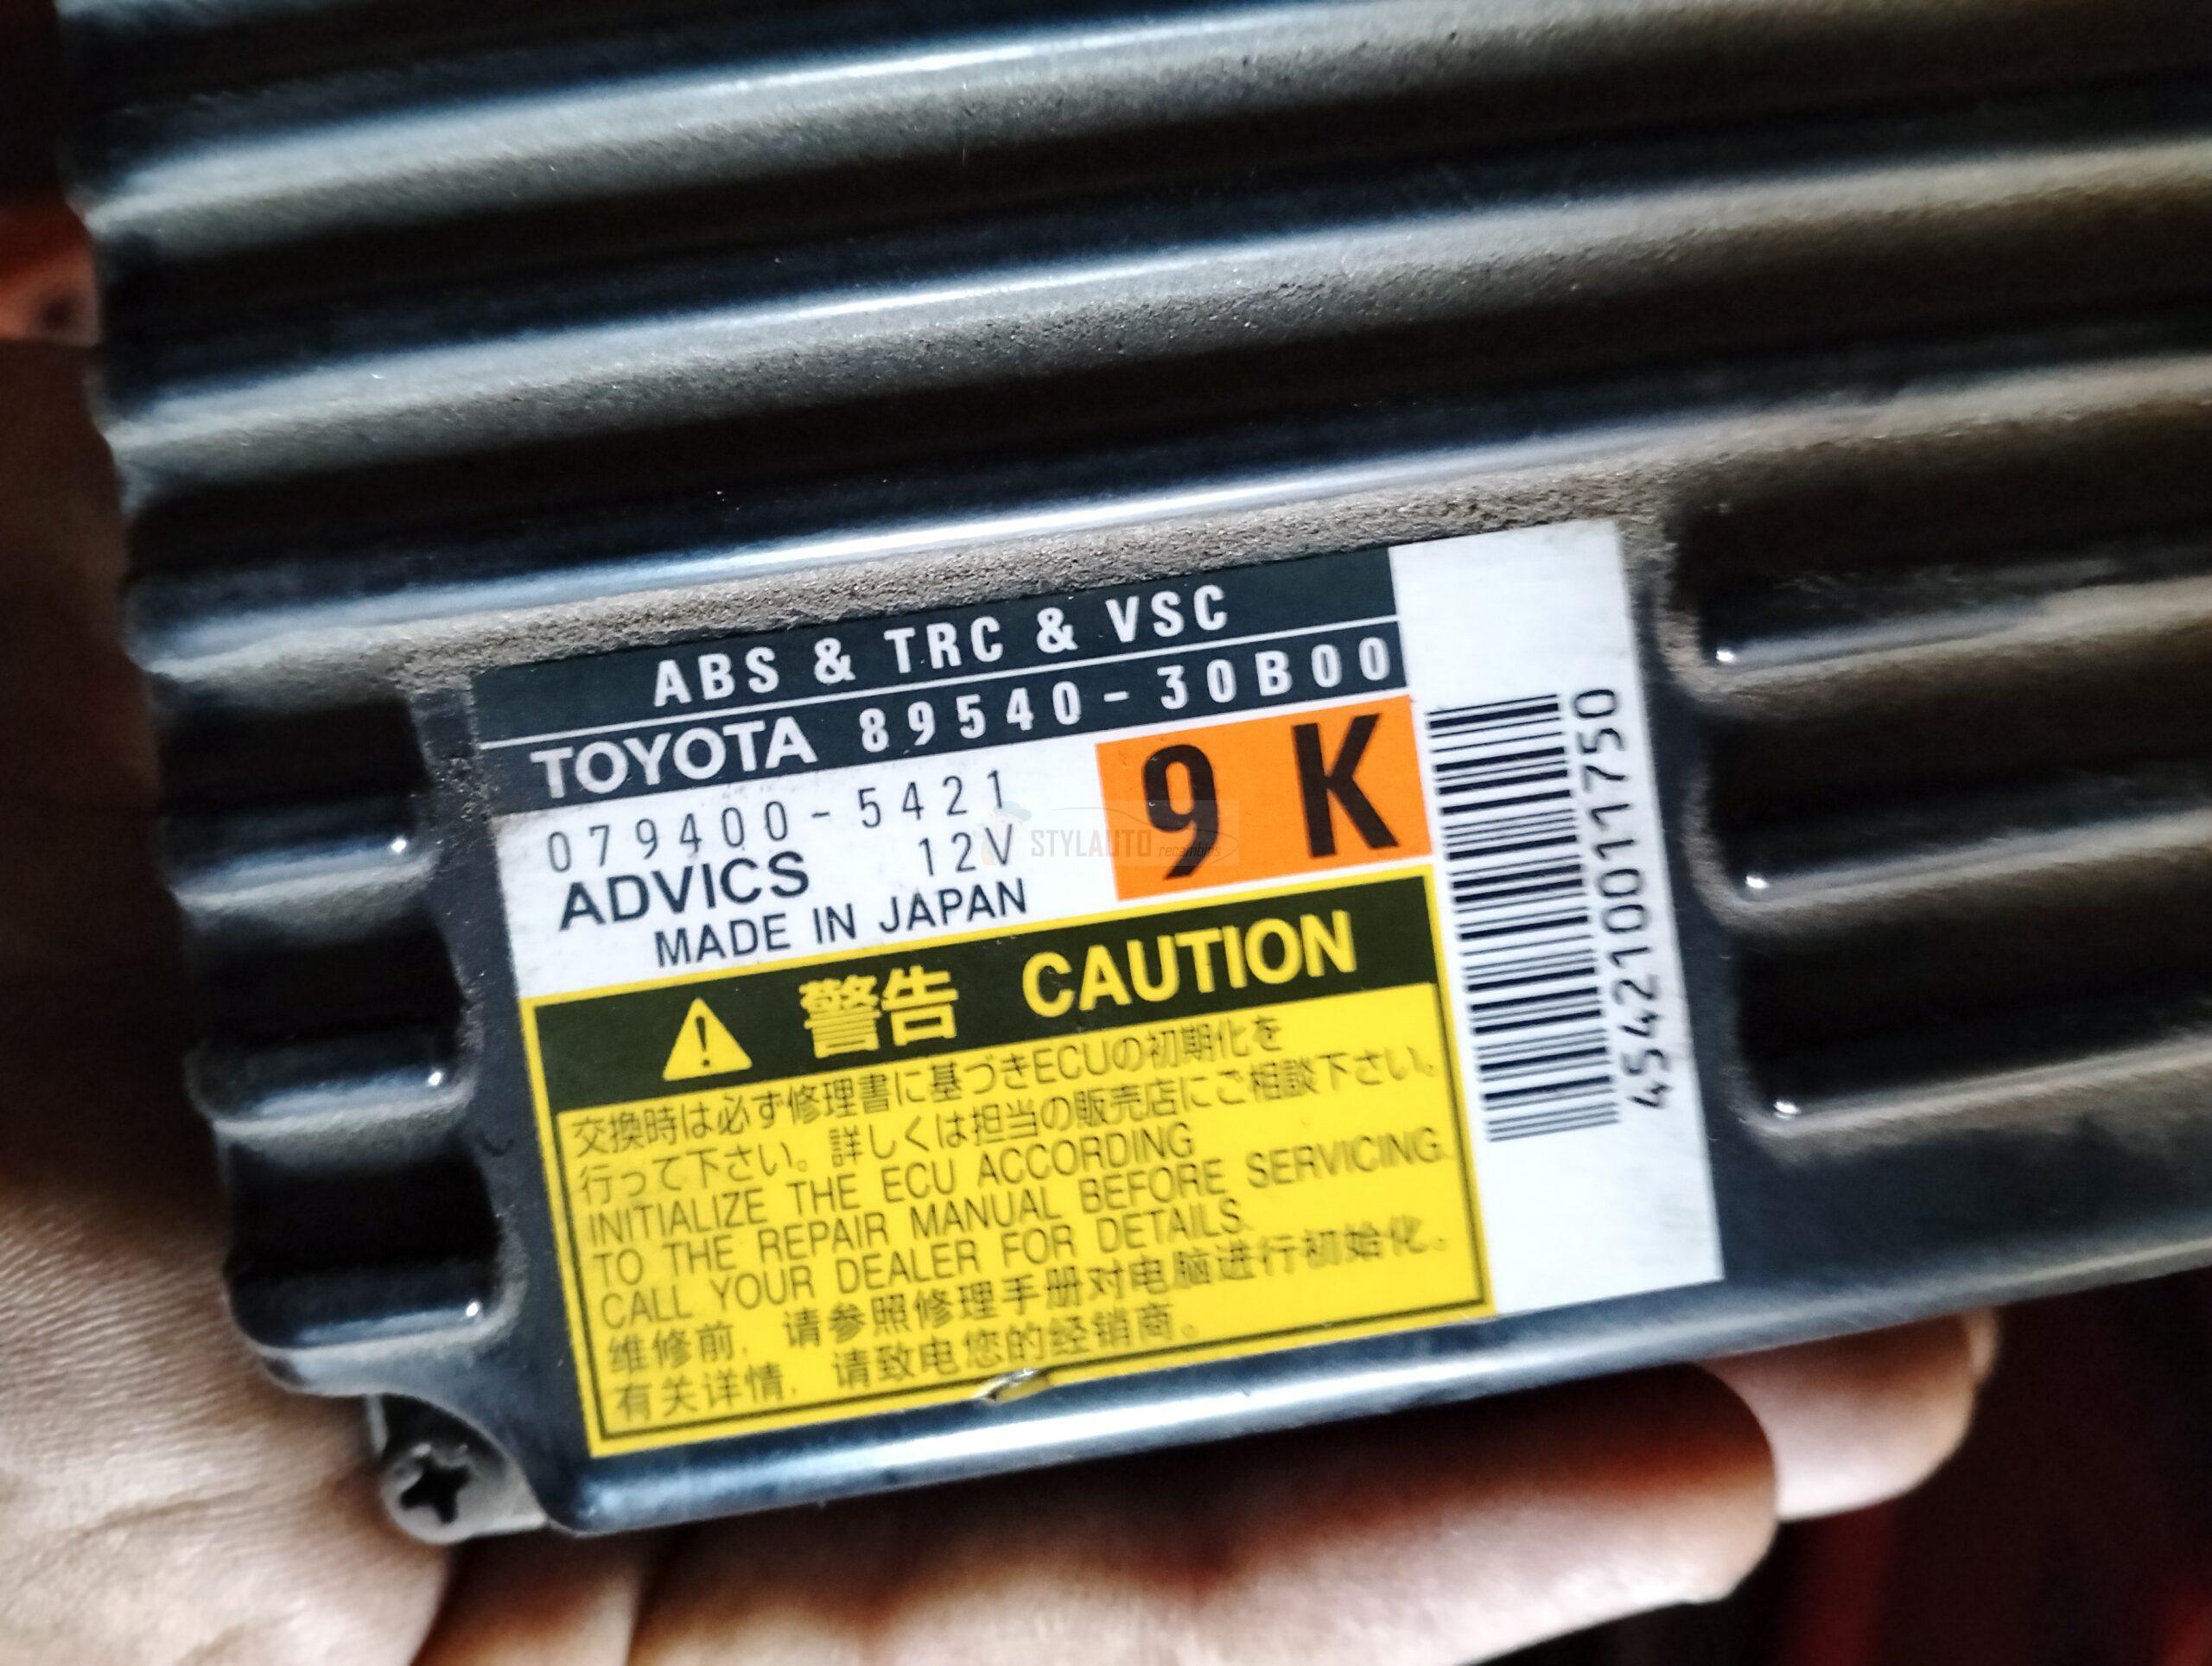 ABS & TRC & VSC
TOYOTA 89540-30B00
079400-5421
9 K
ADVICS 12V
MADE IN JAPAN
454210011750
警告 CAUTION
交換時は必ず修理書に基づきECUの初期化を
行って下さい。詳しくは担当の販売店にご相談下さい。
INITIALIZE THE ECU ACCORDING
TO THE REPAIR MANUAL BEFORE SERVICING.
CALL YOUR DEALER FOR DETAILS.
维修前，请参照修理手册对电脑进行初始化。
有关详情，请致电您的经销商。
STYLAUTO recambios